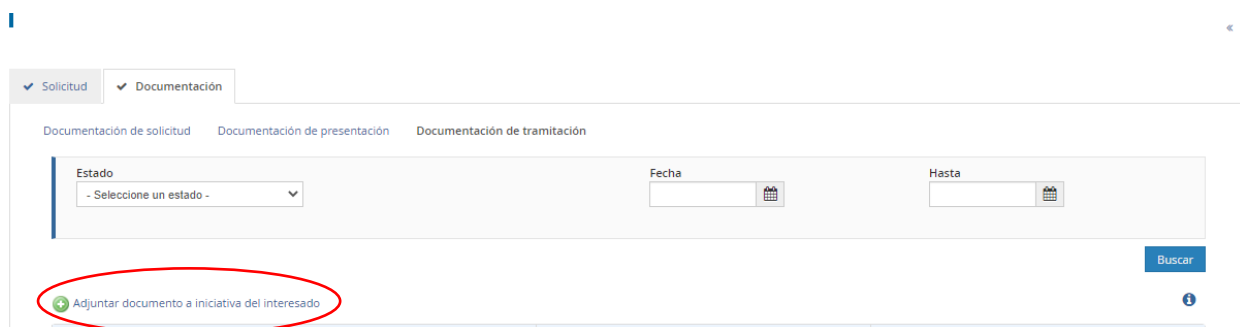 Solicitud Documentación
Documentación de solicitud Documentación de presentación Documentación de tramitación
Estado Fecha Hasta
- Seleccione un estado -
Buscar
Adjuntar documento a iniciativa del interesado